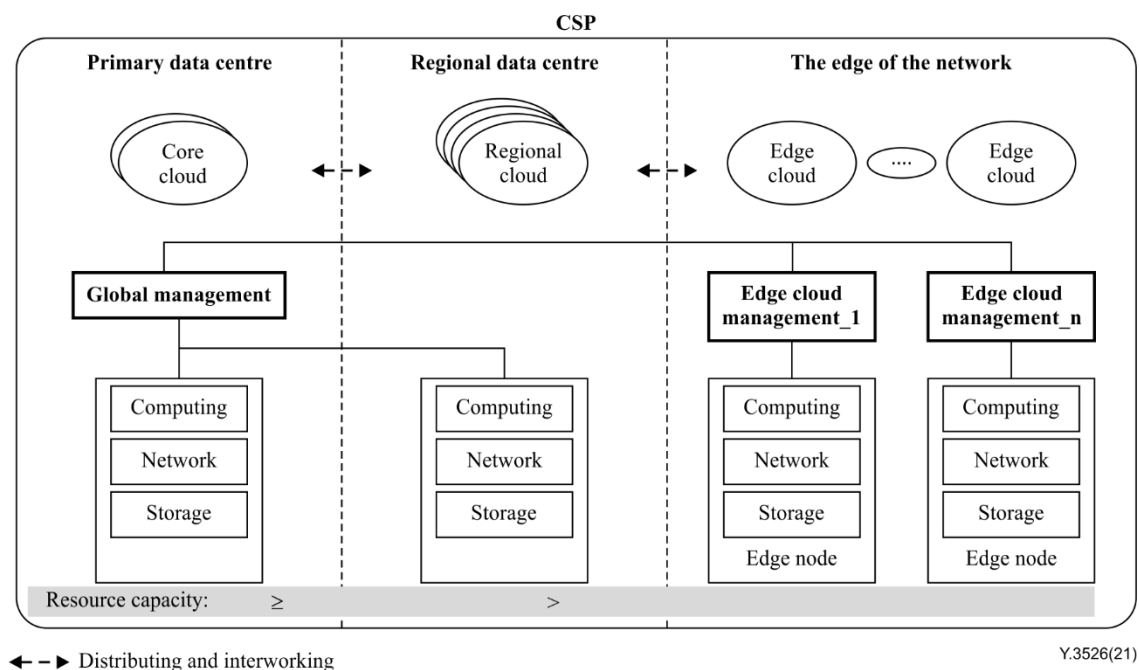 CSP
Primary data centre
Regional data centre
The edge of the network
Core
cloud
Regional
cloud
Edge
cloud
....
Edge
cloud
Global management
Edge cloud
management_1
Edge cloud
management_n
Computing
Network
Storage
Computing
Network
Storage
Computing
Network
Storage
Edge node
Computing
Network
Storage
Edge node
Resource capacity: ≥ >
Distributing and interworking
Y.3526(21)